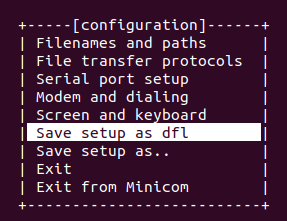 +-----[configuration]------+
| Filenames and paths      |
| File transfer protocols  |
| Serial port setup        |
| Modem and dialing        |
| Screen and keyboard      |
| Save setup as dfl        |
| Save setup as..          |
| Exit                     |
| Exit from Minicom        |
+--------------------------+